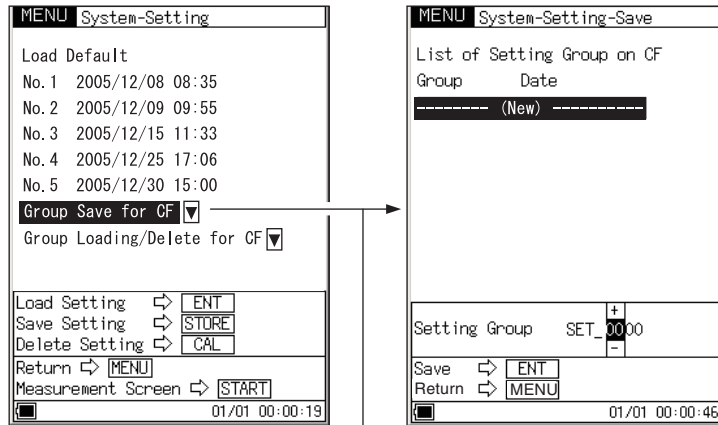 MENU System-Setting
Load Default
No.1 2005/12/08 08:35
No.2 2005/12/09 09:55
No.3 2005/12/15 11:33
No.4 2005/12/25 17:06
No.5 2005/12/30 15:00
Group Save for CF ▼
Group Loading/Delete for CF ▼
Load Setting ⇨ ENT
Save Setting ⇨ STORE
Delete Setting ⇨ CAL
Return ⇨ MENU
Measurement Screen ⇨ START
01/01 00:00:19
MENU System-Setting-Save
List of Setting Group on CF
Group Date
-------- (New) ----------
+
Setting Group SET_0000
-
Save ⇨ ENT
Return ⇨ MENU
01/01 00:00:46